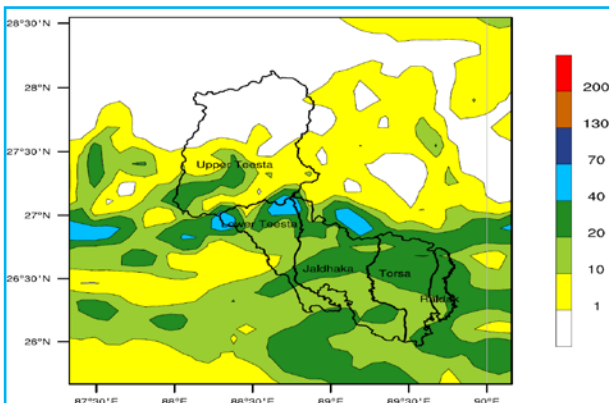 28°30'N
28°N
27°30'N
27°N
26°30'N
26°N
87°30'E 88°E 88°30'E 89°E 89°30'E 90°E
Upper Teesta
Lower Teesta
Jaldhaka
Torsa
Raidak
200
130
70
40
20
10
1